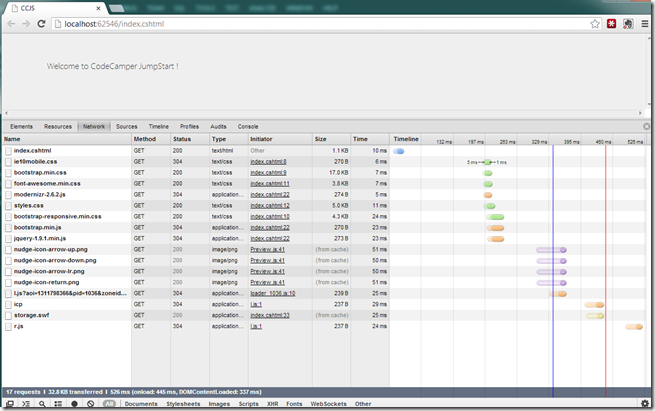 CCJS
localhost:62546/index.cshtml
Welcome to CodeCamper JumpStart !
Elements Resources Network Sources Timeline Profiles Audits Console
Name Method Status Type Initiator Size Time Timeline
132 ms 197 ms 263 ms 329 ms 395 ms 460 ms 526 ms
index.cshtml GET 200 text/html Other 1.1 KB 10 ms
ie10mobile.css GET 304 text/css index.cshtml:8 270 B 6 ms 5 ms 1 ms
bootstrap.min.css GET 200 text/css index.cshtml:9 17.0 KB 7 ms
font-awesome.min.css GET 200 text/css index.cshtml:11 3.8 KB 7 ms
modernizr-2.6.2.js GET 304 application... index.cshtml:22 274 B 5 ms
styles.css GET 200 text/css index.cshtml:12 5.0 KB 11 ms
bootstrap-responsive.min.css GET 200 text/css index.cshtml:10 4.3 KB 24 ms
bootstrap.min.js GET 304 application... index.cshtml:22 270 B 23 ms
jquery-1.9.1.min.js GET 304 application... index.cshtml:22 273 B 23 ms
nudge-icon-arrow-up.png GET 200 image/png Preview.js:41 (from cache) 51 ms
nudge-icon-arrow-down.png GET 200 image/png Preview.js:41 (from cache) 50 ms
nudge-icon-arrow-lr.png GET 200 image/png Preview.js:41 (from cache) 50 ms
nudge-icon-return.png GET 200 image/png Preview.js:41 (from cache) 51 ms
l.js?aoi=1311798366&pid=1036&zoneid... GET 304 application... loader_1036.js:10 239 B 25 ms
icp GET 304 application... l.js:1 237 B 29 ms
storage.swf GET 200 application... index.cshtml:33 (from cache) 25 ms
r.js GET 304 application... l.js:1 237 B 24 ms
17 requests | 32.8 KB transferred | 526 ms (onload: 445 ms, DOMContentLoaded: 337 ms)
All Documents Stylesheets Images Scripts XHR Fonts WebSockets Other